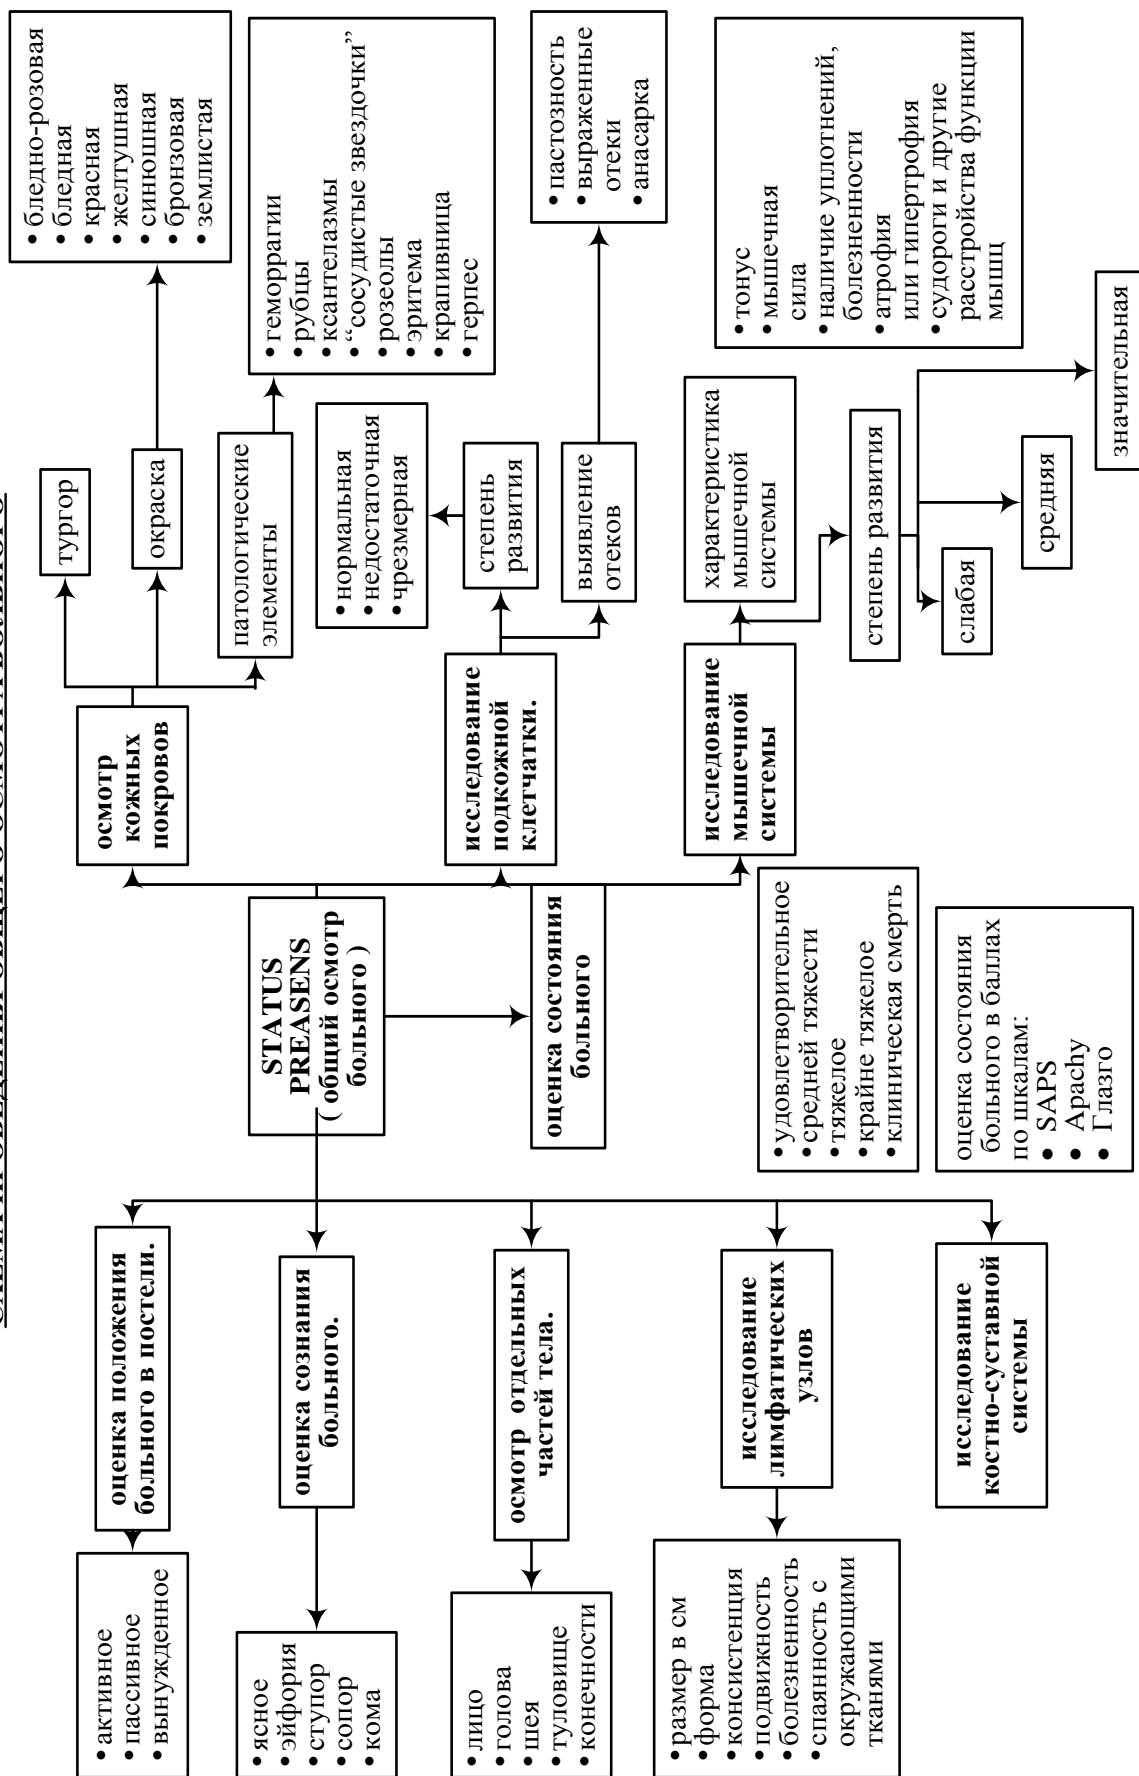 СХЕМА ПРОВЕДЕНИЯ ОБЩЕГО ОСМОТРА БОЛЬНОГО
• активное
• пассивное
• вынужденное
оценка положения
больного в постели.
• ясное
• эйфория
• ступор
• сопор
• кома
оценка сознания
больного.
• лицо
• голова
• шея
• туловище
• конечности
осмотр отдельных
частей тела.
• размер в см
• форма
• консистенция
• подвижность
• болезненность
• спаянность с
окружающими
тканями
исследование
лимфатических
узлов
исследование
костно-суставной
системы
STATUS
PREASENS
( общий осмотр
больного )
оценка состояния
больного
• удовлетворительное
• средней тяжести
• тяжелое
• крайне тяжелое
• клиническая смерть
оценка состояния
больного в баллах
по шкалам:
• SAPS
• Apachy
• Глазго
осмотр
кожных
покровов
тургор
окраска
• бледно-розовая
• бледная
• красная
• желтушная
• синюшная
• бронзовая
• землистая
патологические
элементы
• геморрагии
• рубцы
• ксантелазмы
• “сосудистые звездочки”
• розеолы
• эритема
• крапивница
• герпес
исследование
подкожной
клетчатки.
степень
развития
• нормальная
• недостаточная
• чрезмерная
выявление
отеков
• пастозность
• выраженные
отеки
• анасарка
исследование
мышечной
системы
характеристика
мышечной
системы
• тонус
• мышечная
сила
• наличие уплотнений,
болезненности
• атрофия
или гипертрофия
• судороги и другие
расстройства функции
мышц
степень развития
слабая
средняя
значительная